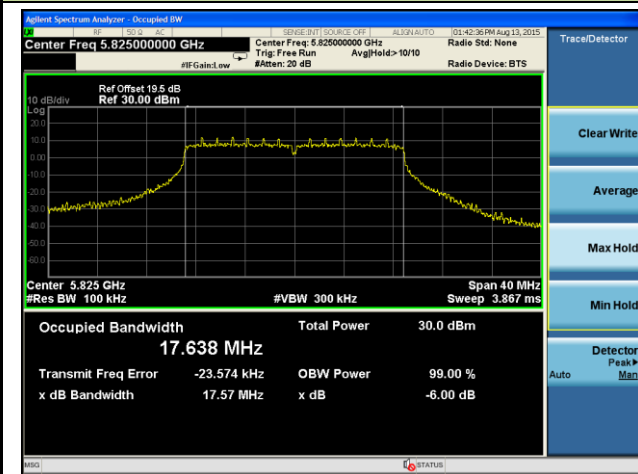 Agilent Spectrum Analyzer - Occupied BW
RF 50 Ω AC SENSE:INT SOURCE OFF ALIGN AUTO 01:42:36 PM Aug 13, 2015
Center Freq 5.825000000 GHz Center Freq: 5.825000000 GHz Radio Std: None
Trig: Free Run Avg|Hold>10/10
#IFGain:Low #Atten: 20 dB Radio Device: BTS
Trace/Detector
Ref Offset 19.5 dB
10 dB/div Ref 30.00 dBm
Log
20.0
10.0
0.00
-10.0
-20.0
-30.0
-40.0
-50.0
-60.0
Center 5.825 GHz Span 40 MHz
#Res BW 100 kHz #VBW 300 kHz Sweep 3.867 ms
Occupied Bandwidth Total Power 30.0 dBm
17.638 MHz
Transmit Freq Error -23.574 kHz OBW Power 99.00 %
x dB Bandwidth 17.57 MHz x dB -6.00 dB
Clear Write
Average
Max Hold
Min Hold
Detector
Peak▶
Auto Man
MSG STATUS